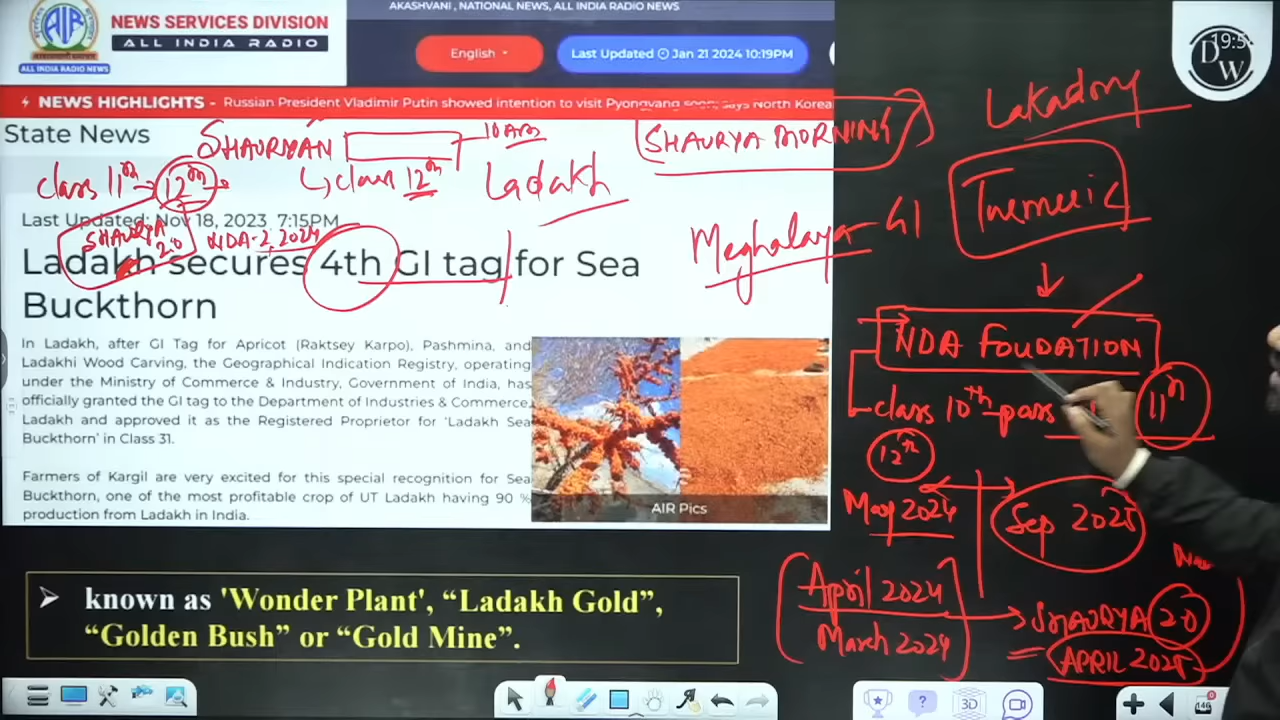 AKASHVANI , NATIONAL NEWS, ALL INDIA RADIO NEWS
AIR
ALL INDIA RADIO NEWS
NEWS SERVICES DIVISION
ALL INDIA RADIO
English
Last Updated Jan 21 2024 10:19PM
19:5
DW
NEWS HIGHLIGHTS - Russian President Vladimir Putin showed intention to visit Pyongyang soon, says North Korea
State News
SHAURYAN
10 AM
SHAURYA MORNING
Lakadong
class 11th 12th
class 12th
Ladakh
Turmeric
Last Updated: Nov 18, 2023, 7:15PM
SHAURYA 2.0
NDA-2, 2024
Meghalaya GI
Ladakh secures 4th GI tag for Sea
Buckthorn
NDA FOUDATION
In Ladakh, after GI Tag for Apricot (Raktsey Karpo), Pashmina, and
Ladakhi Wood Carving, the Geographical Indication Registry, operating
under the Ministry of Commerce & Industry, Government of India, has
officially granted the GI tag to the Department of Industries & Commerce,
Ladakh and approved it as the Registered Proprietor for 'Ladakh Sea
Buckthorn' in Class 31.
class 10th pass
11th
12th
Farmers of Kargil are very excited for this special recognition for Sea
Buckthorn, one of the most profitable crop of UT Ladakh having 90 %
production from Ladakh in India.
AIR Pics
May 2024
Sep 2025
April 2024
March 2024
SHAURYA 2.0
APRIL 2025
➤ known as 'Wonder Plant', “Ladakh Gold”,
“Golden Bush” or “Gold Mine”.
3D
146